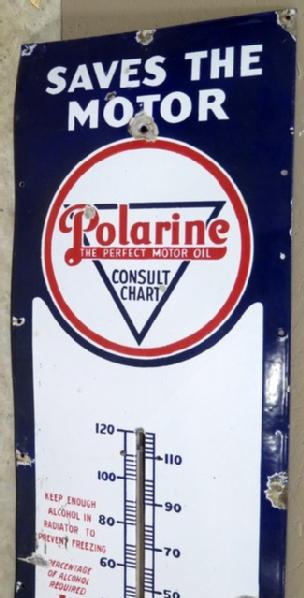 SAVES THE
MOTOR
Polarine
THE PERFECT MOTOR OIL
CONSULT
CHART
120
110
100
90
80
70
60
50
KEEP ENOUGH
ALCOHOL IN
RADIATOR TO
PREVENT FREEZING
PERCENTAGE
OF ALCOHOL
REQUIRED